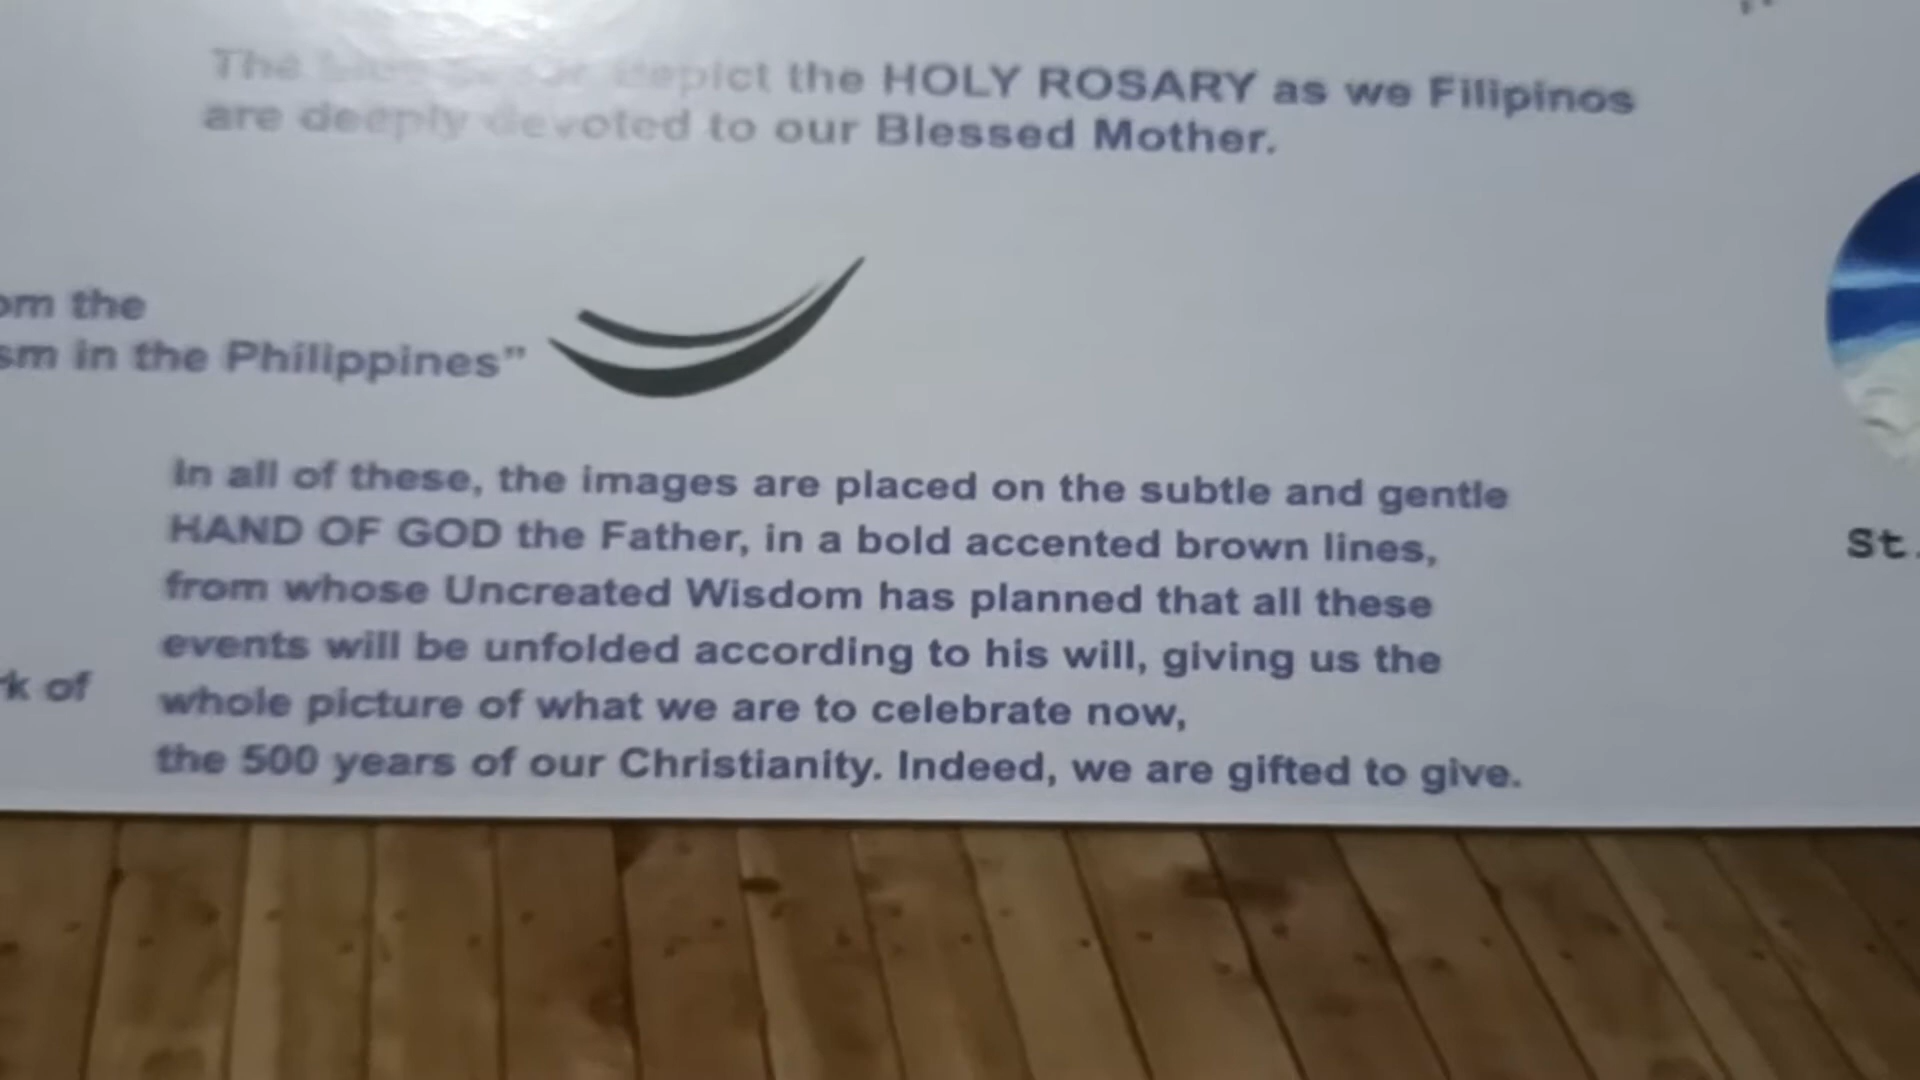 The depict the HOLY ROSARY as we Filipinos
are deeply devoted to our Blessed Mother.
the
in the Philippines”
In all of these, the images are placed on the subtle and gentle
HAND OF GOD the Father, in a bold accented brown lines,
from whose Uncreated Wisdom has planned that all these
events will be unfolded according to his will, giving us the
of
whole picture of what we are to celebrate now,
the 500 years of our Christianity. Indeed, we are gifted to give.
St.